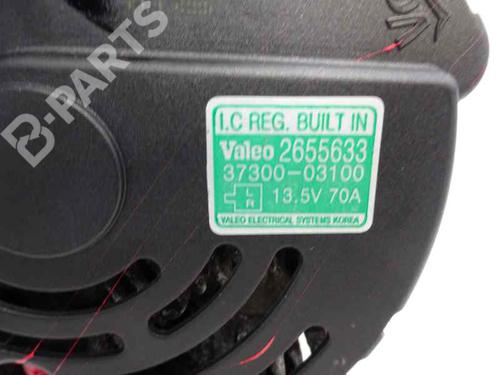 B-PARTS
I.C REG. BUILT IN
Valeo 2655633
37300-03100
L
R
13.5V 70A
VALEO ELECTRICAL SYSTEMS KOREA